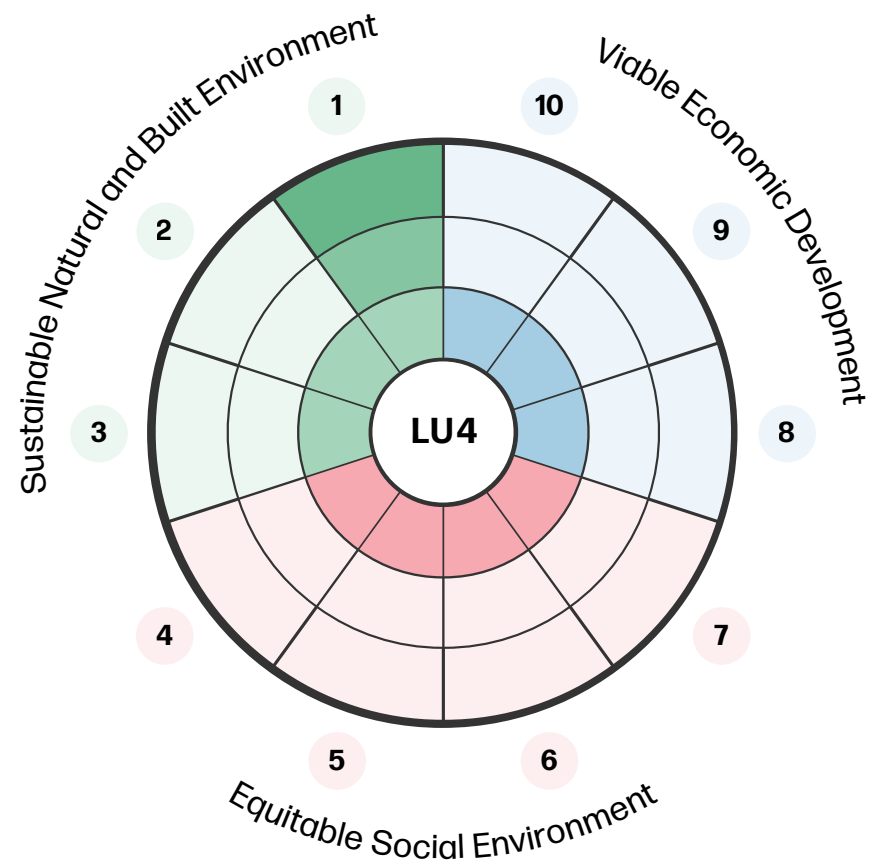 Sustainable Natural and Built Environment
Viable Economic Development
1
10
2
9
3
LU4
8
4
7
5
6
Equitable Social Environment